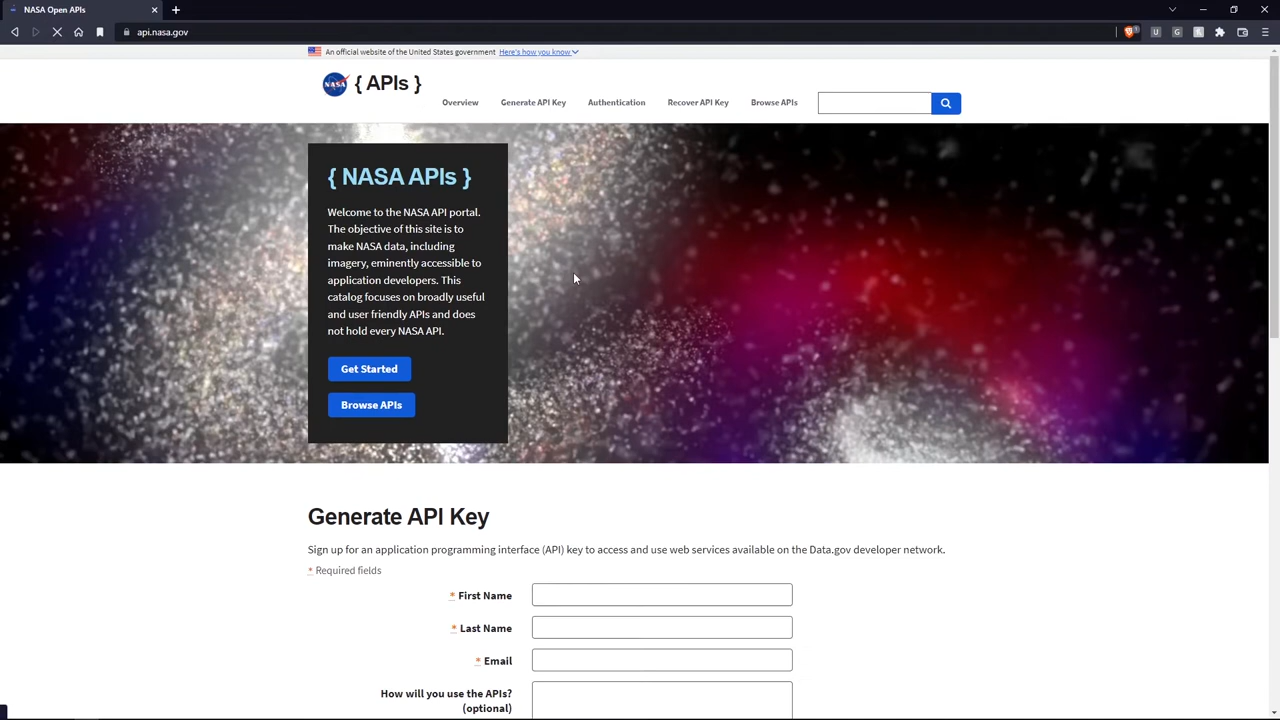 NASA Open APIs
api.nasa.gov
An official website of the United States government Here's how you know
NASA { APIs }
Overview Generate API Key Authentication Recover API Key Browse APIs
{ NASA APIs }
Welcome to the NASA API portal.
The objective of this site is to
make NASA data, including
imagery, eminently accessible to
application developers. This
catalog focuses on broadly useful
and user friendly APIs and does
not hold every NASA API.
Get Started
Browse APIs
Generate API Key
Sign up for an application programming interface (API) key to access and use web services available on the Data.gov developer network.
* Required fields
* First Name
* Last Name
* Email
How will you use the APIs?
(optional)